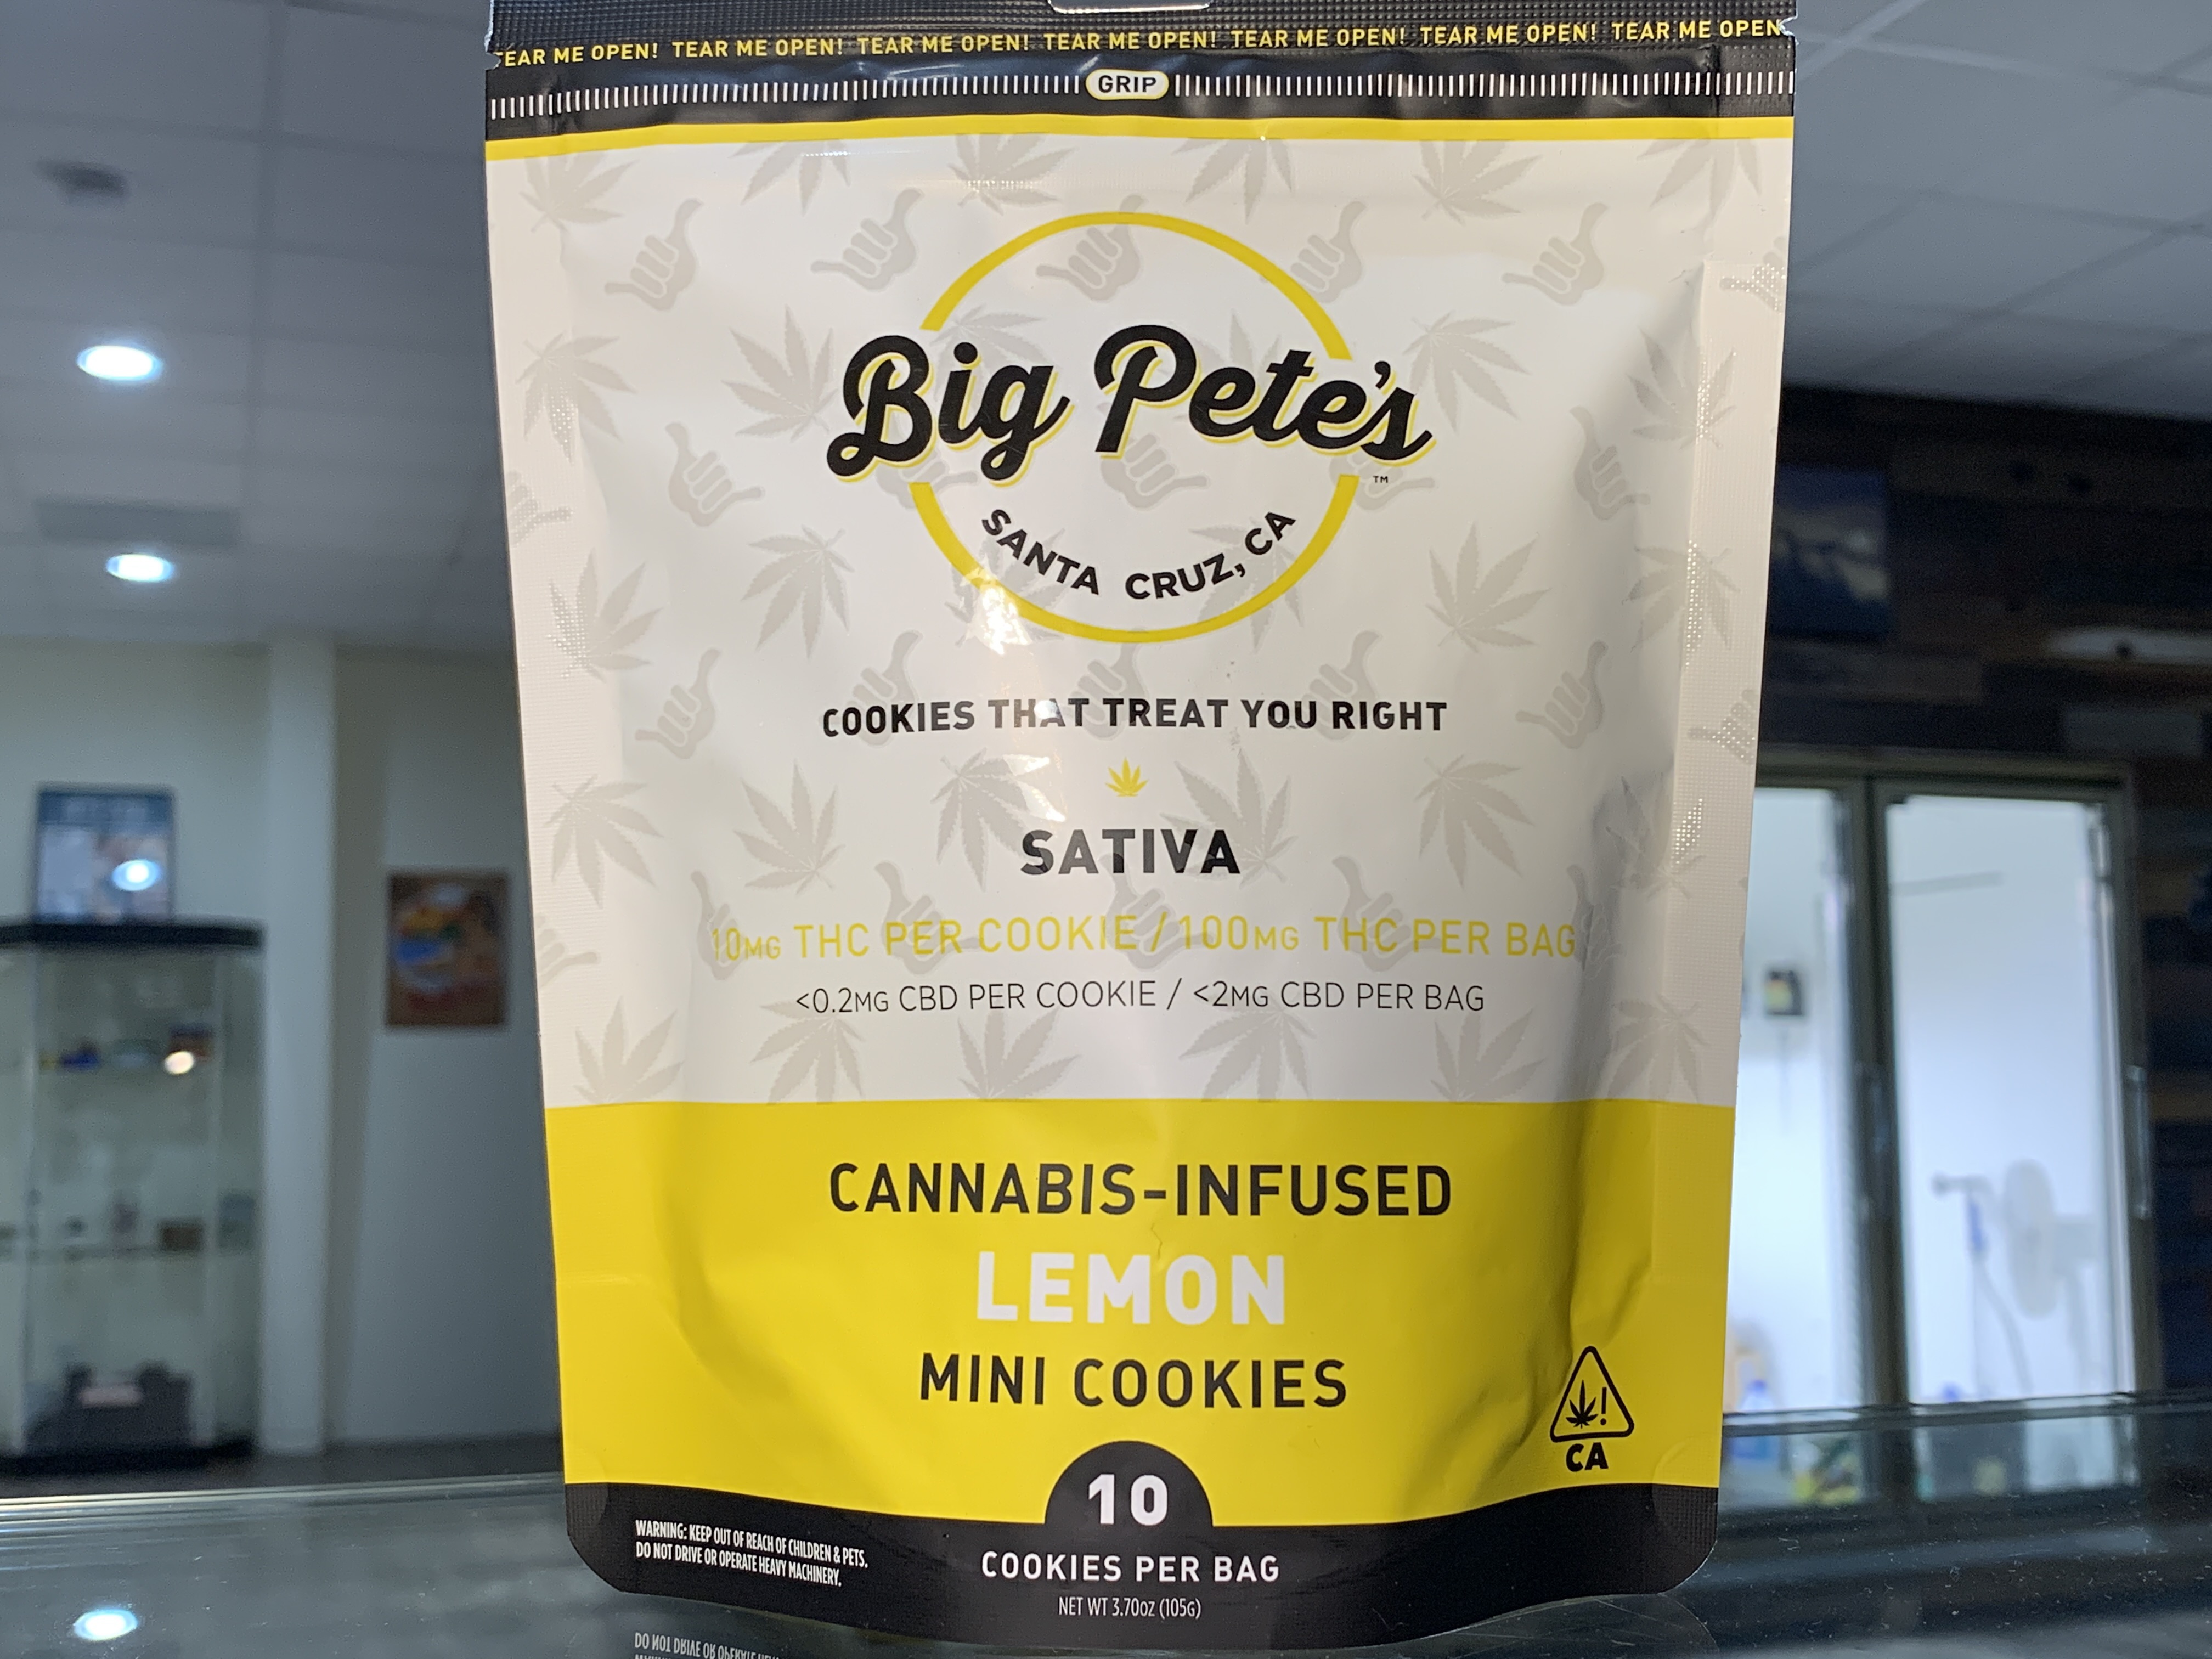 TEAR ME OPEN! TEAR ME OPEN! TEAR ME OPEN! TEAR ME OPEN! TEAR ME OPEN! TEAR ME OPEN! TEAR ME OPEN
GRIP
Big Pete's
™
SANTA CRUZ, CA
COOKIES THAT TREAT YOU RIGHT
SATIVA
10MG THC PER COOKIE / 100MG THC PER BAG
<0.2MG CBD PER COOKIE / <2MG CBD PER BAG
CANNABIS-INFUSED
LEMON
MINI COOKIES
!
CA
10
COOKIES PER BAG
NET WT 3.70OZ (105G)
WARNING: KEEP OUT OF REACH OF CHILDREN & PETS.
DO NOT DRIVE OR OPERATE HEAVY MACHINERY.